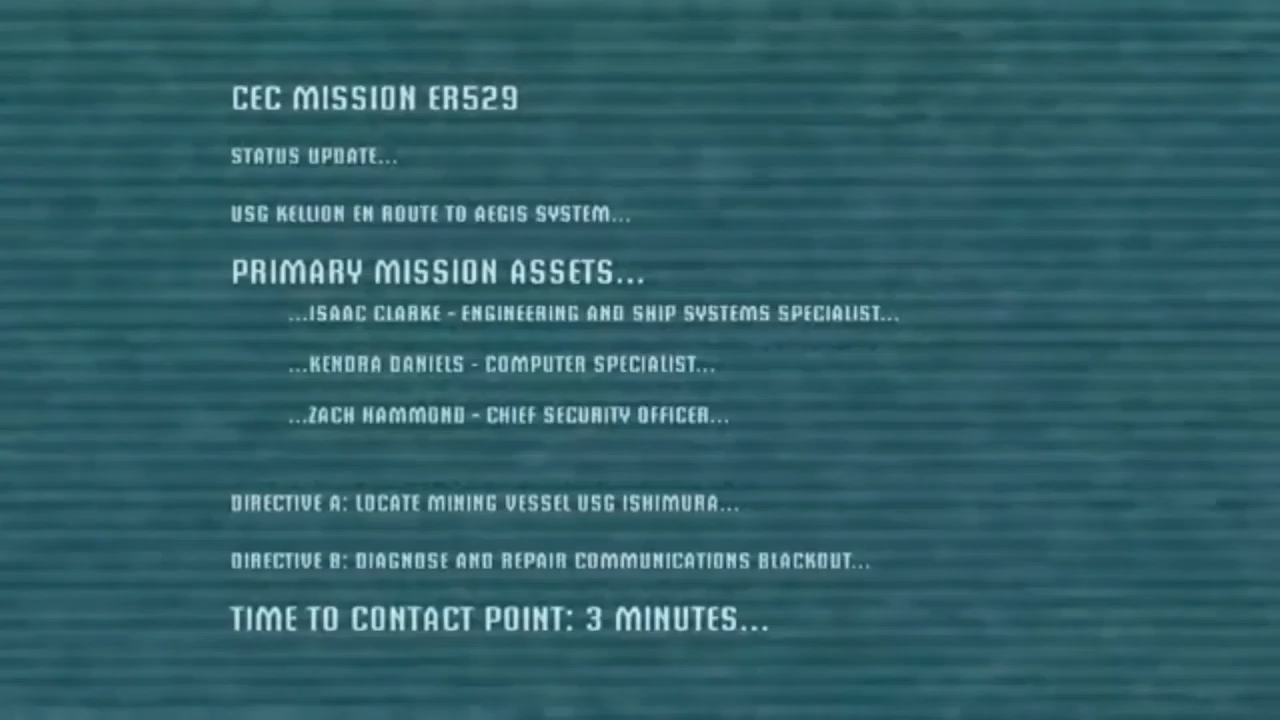 CEC MISSION ER529
STATUS UPDATE...
USG KELLION EN ROUTE TO AEGIS SYSTEM...
PRIMARY MISSION ASSETS...
...ISAAC CLARKE - ENGINEERING AND SHIP SYSTEMS SPECIALIST...
...KENDRA DANIELS - COMPUTER SPECIALIST...
...ZACH HAMMOND - CHIEF SECURITY OFFICER...
DIRECTIVE A: LOCATE MINING VESSEL USG ISHIMURA...
DIRECTIVE B: DIAGNOSE AND REPAIR COMMUNICATIONS BLACKOUT...
TIME TO CONTACT POINT: 3 MINUTES...